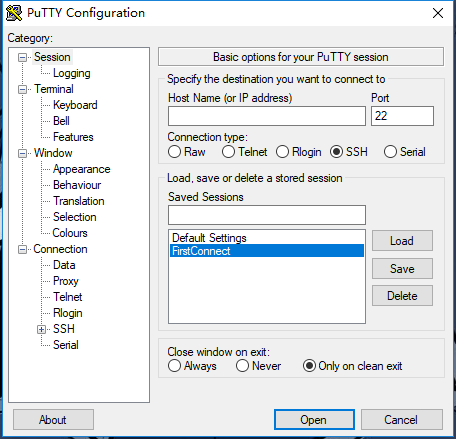 PuTTY Configuration
Category:
Session
Logging
Terminal
Keyboard
Bell
Features
Window
Appearance
Behaviour
Translation
Selection
Colours
Connection
Data
Proxy
Telnet
Rlogin
SSH
Serial
Basic options for your PuTTY session
Specify the destination you want to connect to
Host Name (or IP address) Port
22
Connection type:
Raw Telnet Rlogin SSH Serial
Load, save or delete a stored session
Saved Sessions
Default Settings
FirstConnect
Load
Save
Delete
Close window on exit:
Always Never Only on clean exit
About Open Cancel